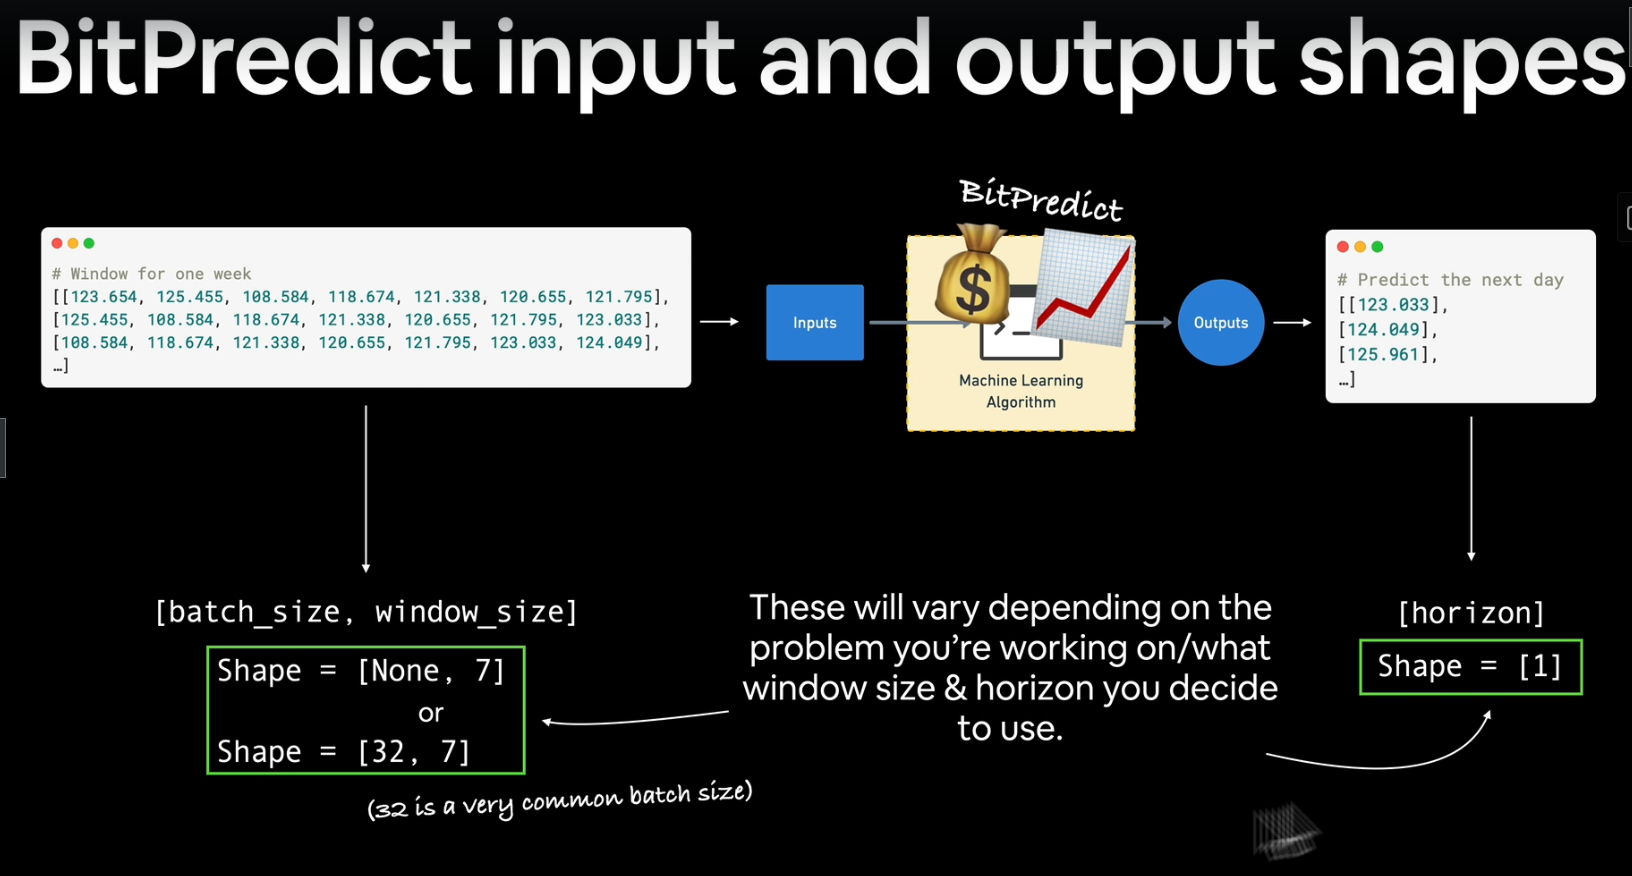 BitPredict input and output shapes
BitPredict
# Window for one week
[[123.654, 125.455, 108.584, 118.674, 121.338, 120.655, 121.795],
[125.455, 108.584, 118.674, 121.338, 120.655, 121.795, 123.033],
[108.584, 118.674, 121.338, 120.655, 121.795, 123.033, 124.049],
…]
Inputs
$
Machine Learning
Algorithm
Outputs
# Predict the next day
[[123.033],
[124.049],
[125.961],
…]
[batch_size, window_size]
Shape = [None, 7]
or
Shape = [32, 7]
(32 is a very common batch size)
These will vary depending on the
problem you’re working on/what
window size & horizon you decide
to use.
[horizon]
Shape = [1]